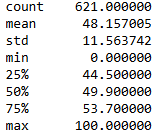 count 621.000000
mean 48.157005
std 11.563742
min 0.000000
25% 44.500000
50% 49.900000
75% 53.700000
max 100.000000